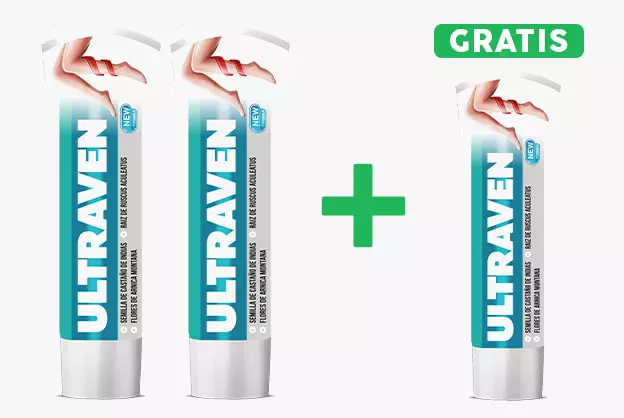 GRATIS
ULTRAVEN
NEW
SEMILLA DE CASTAÑO DE INDIAS
RAIZ DE RUSCUS ACULEATUS
FLORES DE ARNICA MONTANA
ULTRAVEN
NEW
SEMILLA DE CASTAÑO DE INDIAS
RAIZ DE RUSCUS ACULEATUS
FLORES DE ARNICA MONTANA
ULTRAVEN
NEW
SEMILLA DE CASTAÑO DE INDIAS
RAIZ DE RUSCUS ACULEATUS
FLORES DE ARNICA MONTANA